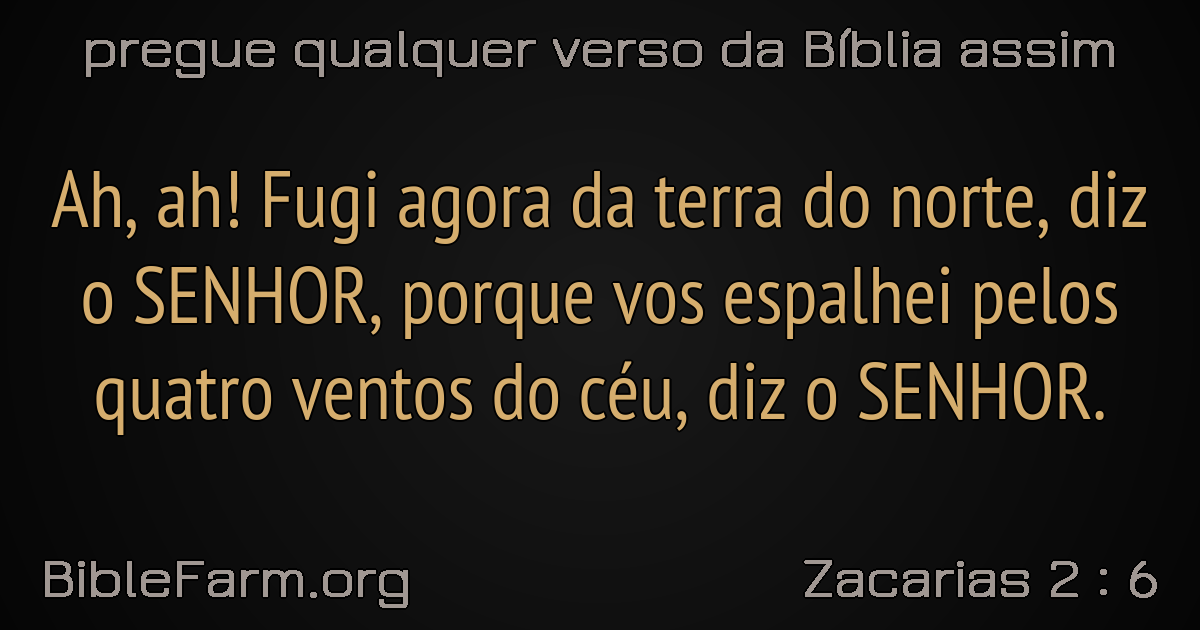 pregue qualquer verso da Bíblia assim
Ah, ah! Fugi agora da terra do norte, diz
o SENHOR, porque vos espalhei pelos
quatro ventos do céu, diz o SENHOR.
BibleFarm.org
Zacarias 2 : 6